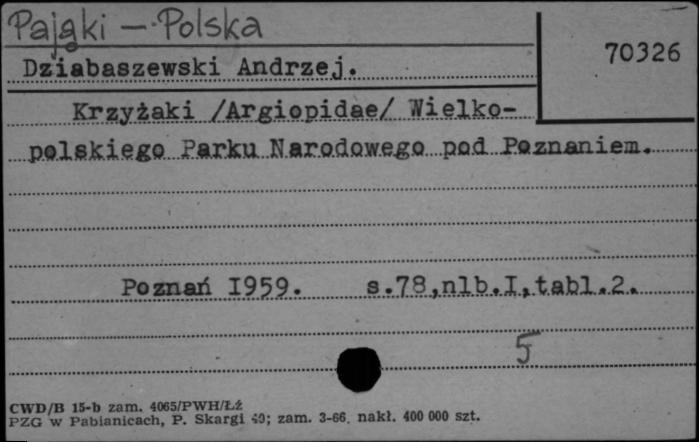 Pająki – Polska
70326
Dziabaszewski Andrzej.
Krzyżaki /Argiopidae/ Wielko-
polskiego Parku Narodowego pod Poznaniem.
Poznań I959. s.78,nlb.I,tabl.2.
5
CWD/B 15-b zam. 4065/PWH/Łź
PZG w Pabianicach, P. Skargi 40; zam. 3-66. nakł. 400 000 szt.